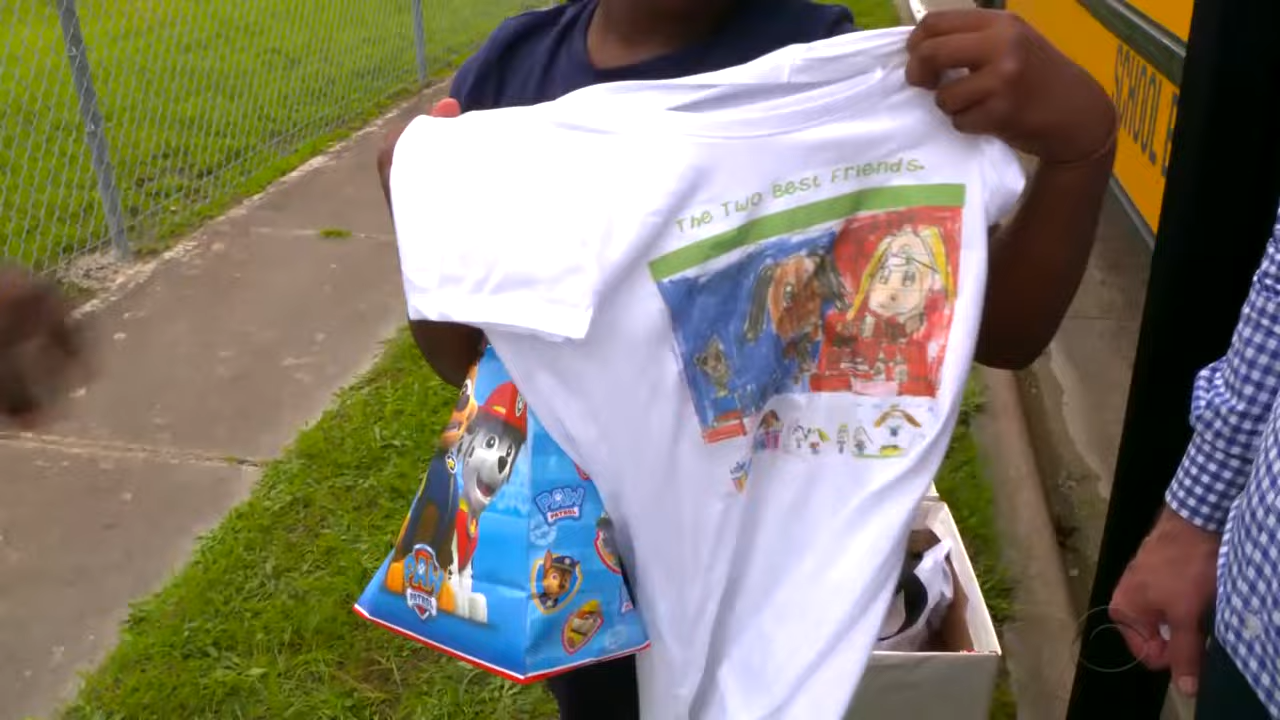 The Two Best Friends.
SCHOOL B
PAW
PATROL
PAW
PATROL